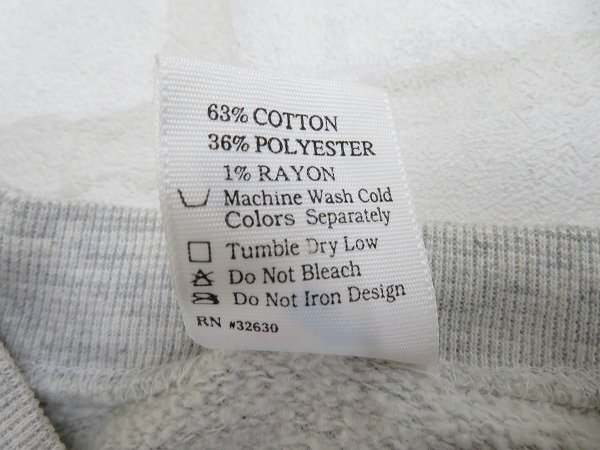 63% COTTON
36% POLYESTER
1% RAYON
Machine Wash Cold
Colors Separately
Tumble Dry Low
Do Not Bleach
Do Not Iron Design
RN #32630